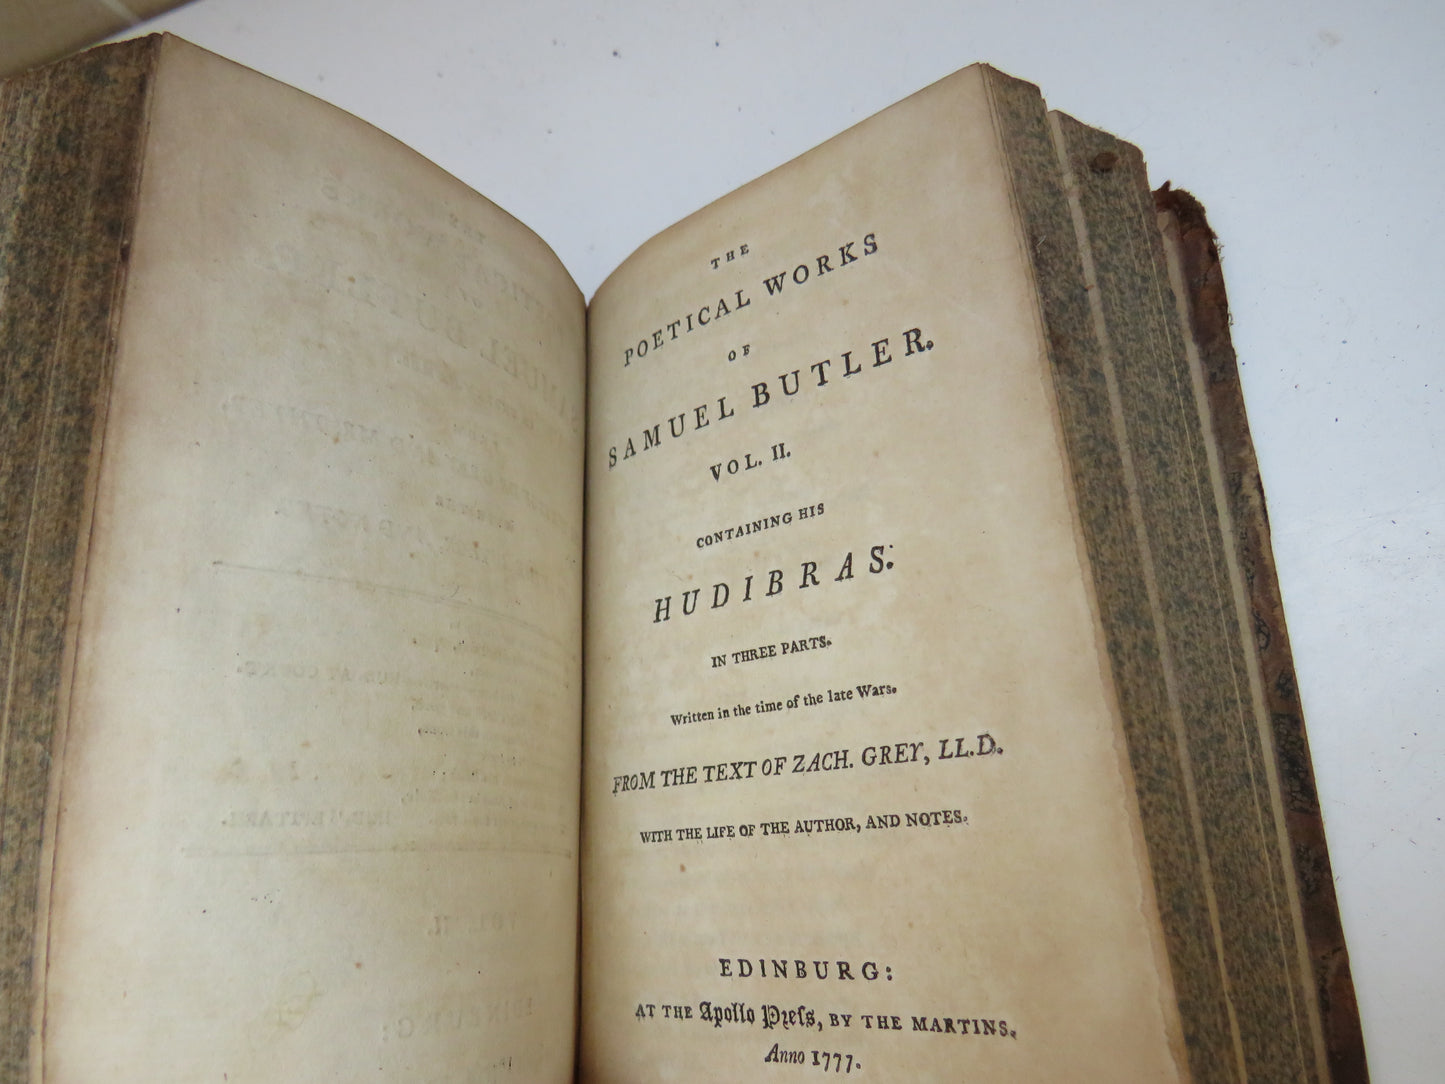 THE
POETICAL WORKS
OF
SAMUEL BUTLER.
VOL. II.
CONTAINING HIS
HUDIBRAS:
IN THREE PARTS.
Written in the time of the late Wars.
FROM THE TEXT OF ZACH. GREY, LL.D.
WITH THE LIFE OF THE AUTHOR, AND NOTES.
EDINBURG:
AT THE Apollo Preſs, BY THE MARTINS.
Anno 1777.